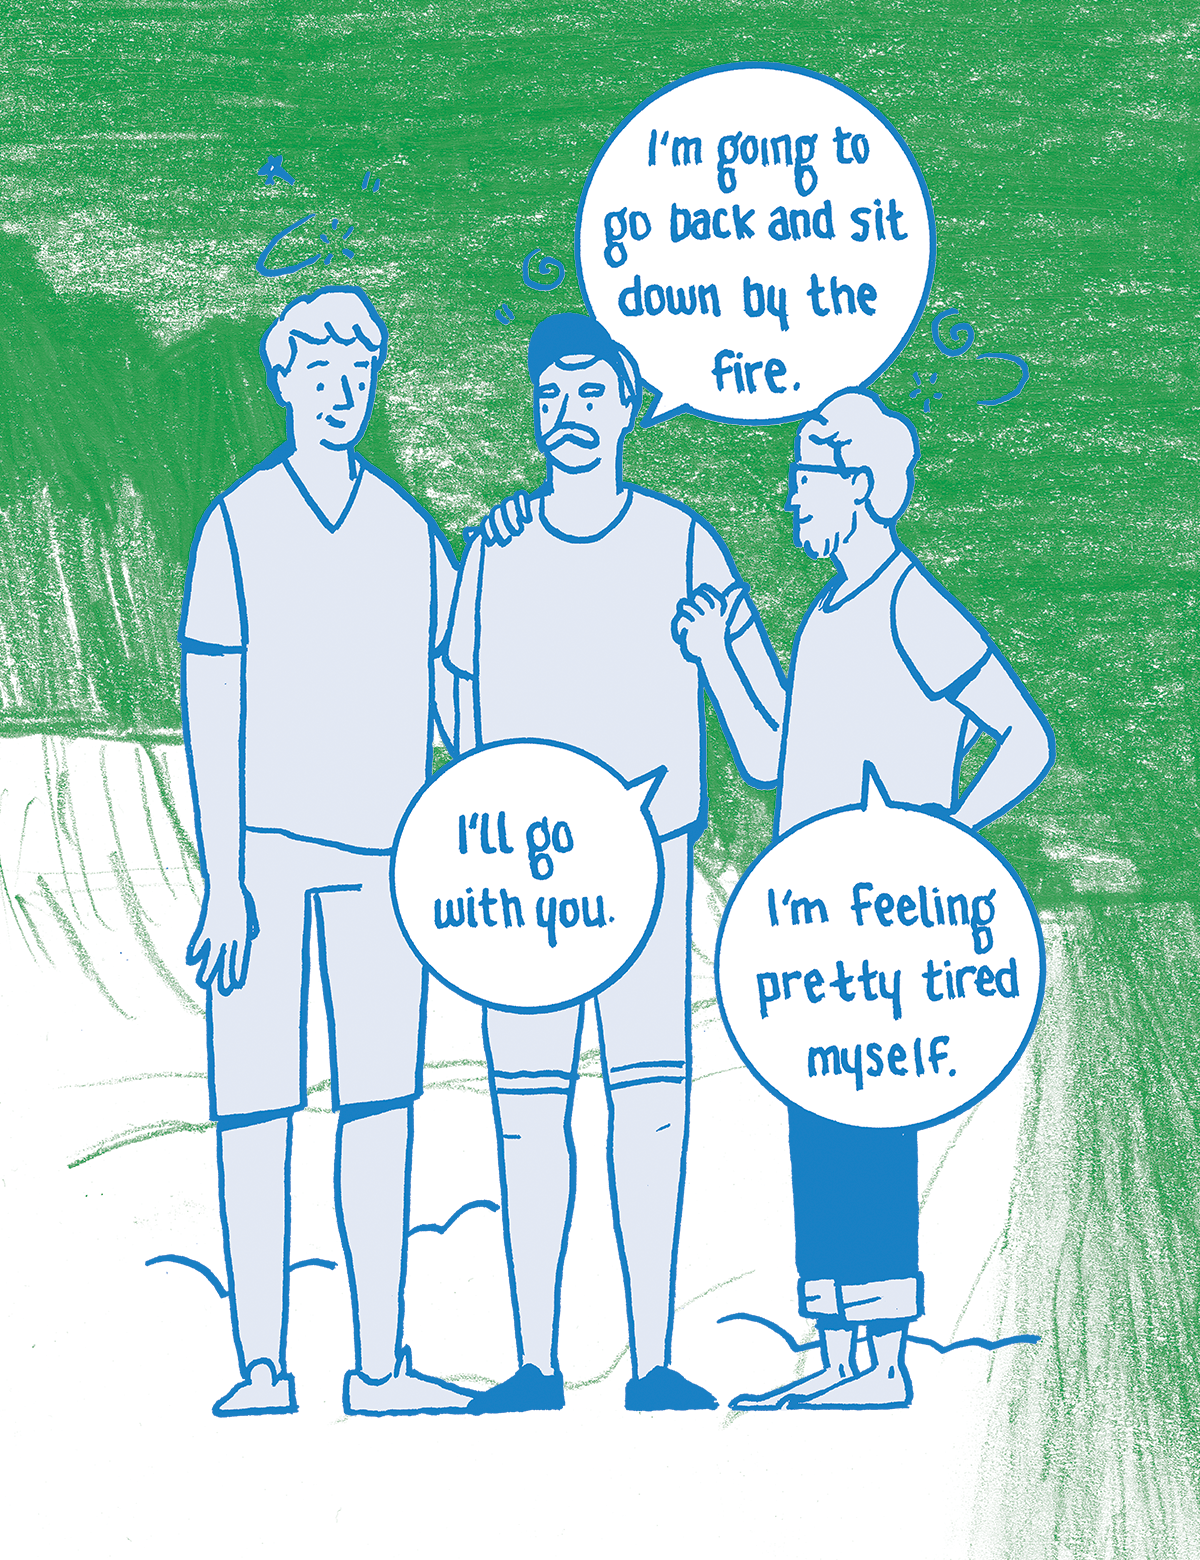 I'm going to
go back and sit
down by the
fire.
I'll go
with you.
I'm feeling
pretty tired
myself.